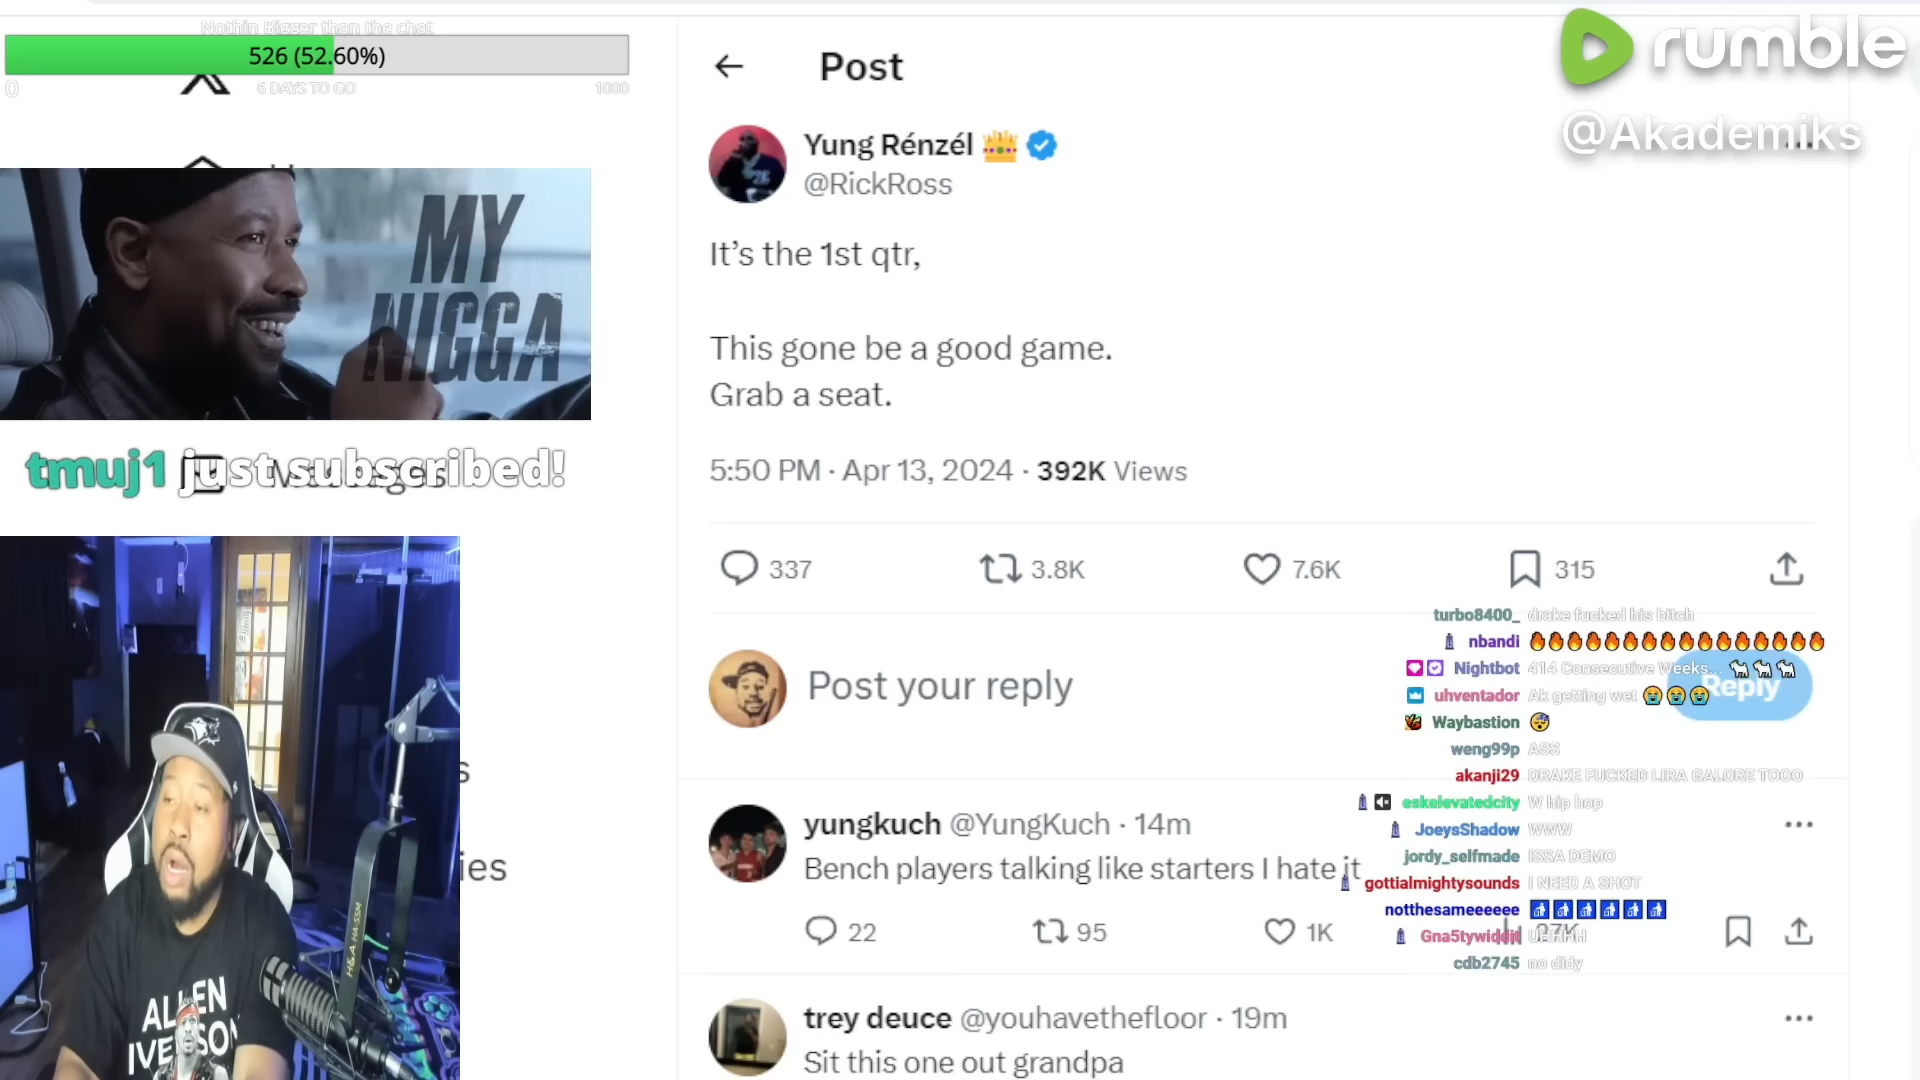 Nothin Bigger than the chat
526 (52.60%)
0
6 DAYS TO GO
1000
MY
NIGGA
tmuj1 just subscribed!
Messages
ies
ALLEN
IVERSON
H&A HA-SSM
Post
rumble
@Akademiks
Yung Rénzél 👑
@RickRoss
It’s the 1st qtr,
This gone be a good game.
Grab a seat.
5:50 PM · Apr 13, 2024 · 392K Views
337
3.8K
7.6K
315
Post your reply
Reply
yungkuch @YungKuch · 14m
Bench players talking like starters I hate it
22
95
1K
97K
trey deuce @youhavethefloor · 19m
Sit this one out grandpa
turbo8400_ drake fucked his bitch
nbandi 🔥🔥🔥🔥🔥🔥🔥🔥🔥🔥🔥🔥🔥🔥🔥🔥
Nightbot 414 Consecutive Weeks... 🐐🐐🐐
uhventador Ak getting wet 😭😭😭
Waybastion 😴
weng99p ASS
akanji29 DRAKE FUCKED LIRA GALORE TOOO
eskelevatedcity W hip hop
JoeysShadow WWW
jordy_selfmade ISSA DEMO
gottialmightysounds I NEED A SHOT
notthesameeeeee 🚮🚮🚮🚮🚮🚮
Gna5tywiddit UEHHH
cdb2745 no didy